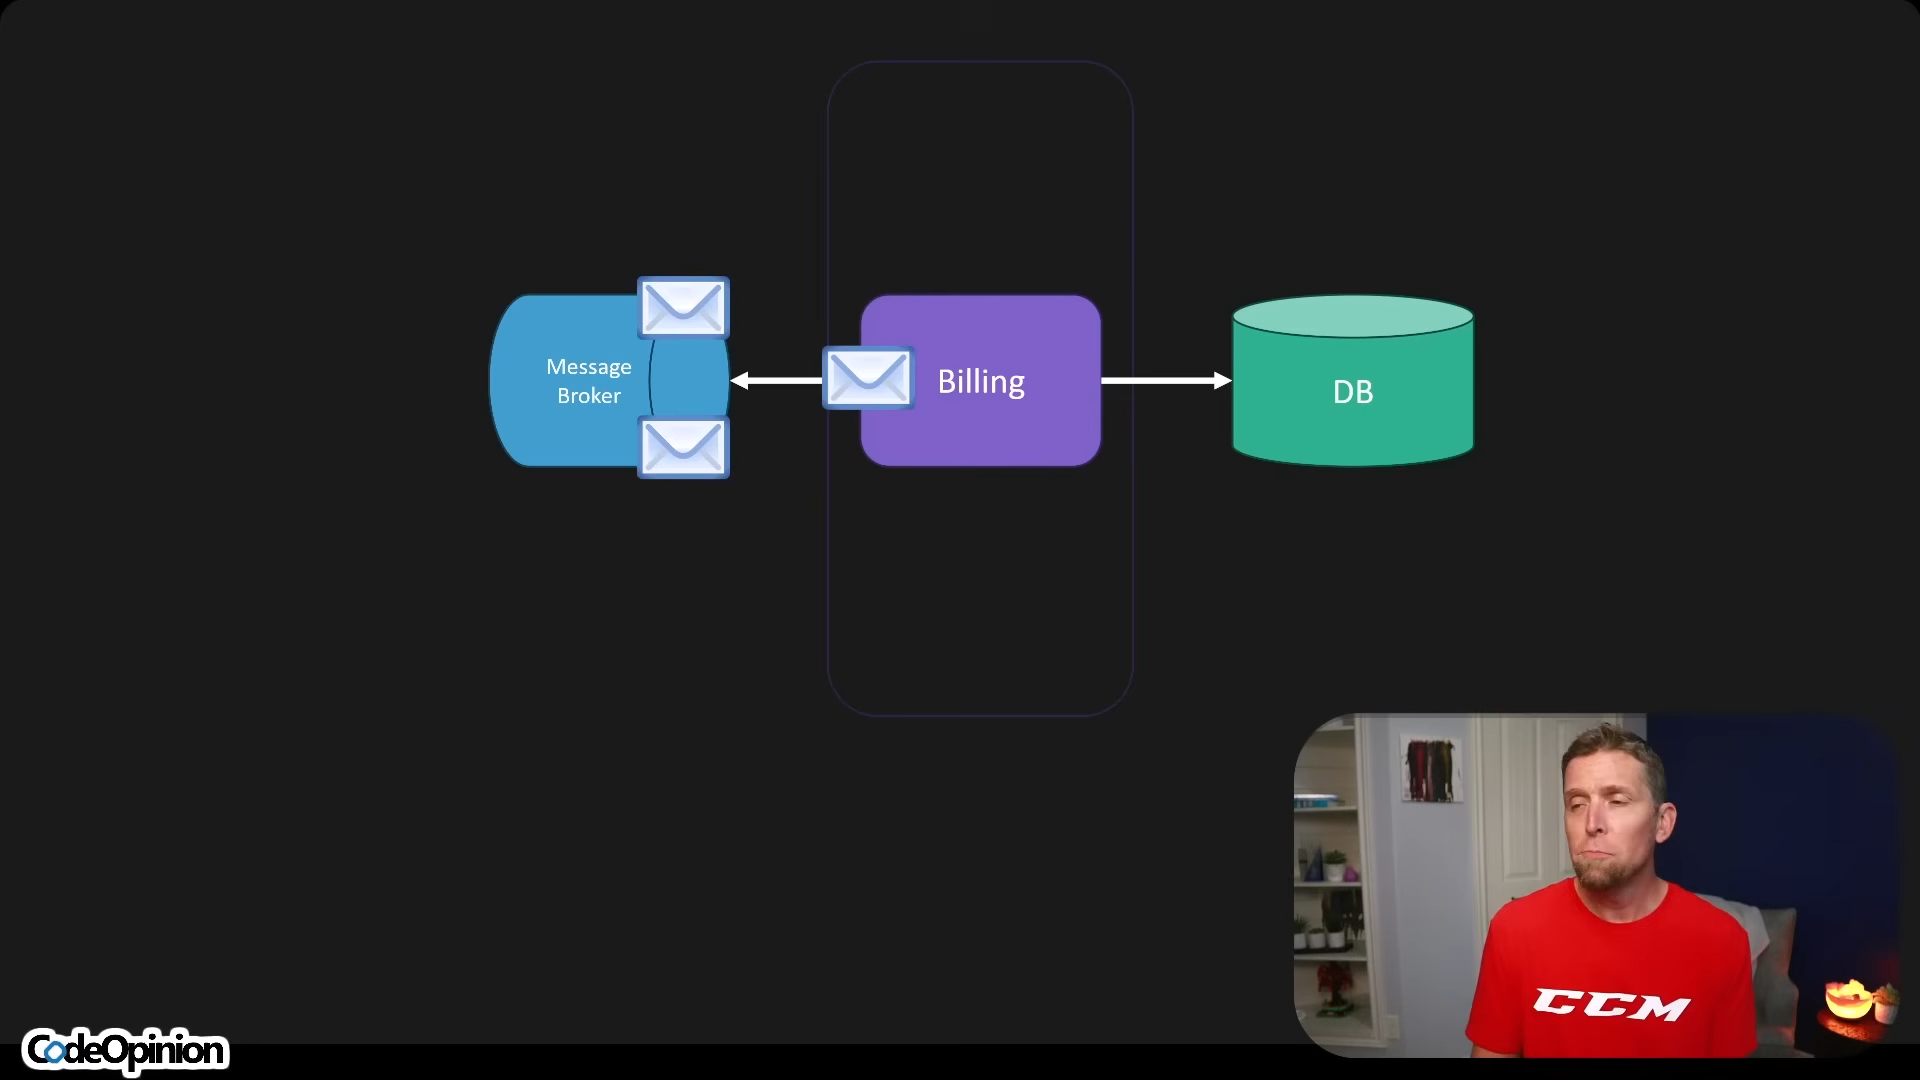 Message
Broker
Billing
DB
CCM
CodeOpinion